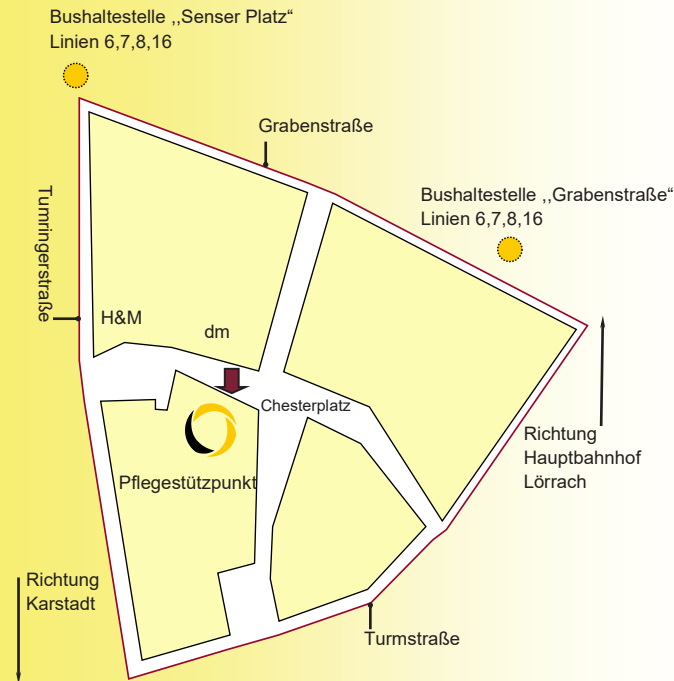 Bushaltestelle ,,Senser Platz“
Linien 6,7,8,16
Grabenstraße
Bushaltestelle ,,Grabenstraße“
Linien 6,7,8,16
Tumringerstraße
H&M
dm
Chesterplatz
Richtung
Hauptbahnhof
Lörrach
Pflegestützpunkt
Richtung
Karstadt
Turmstraße